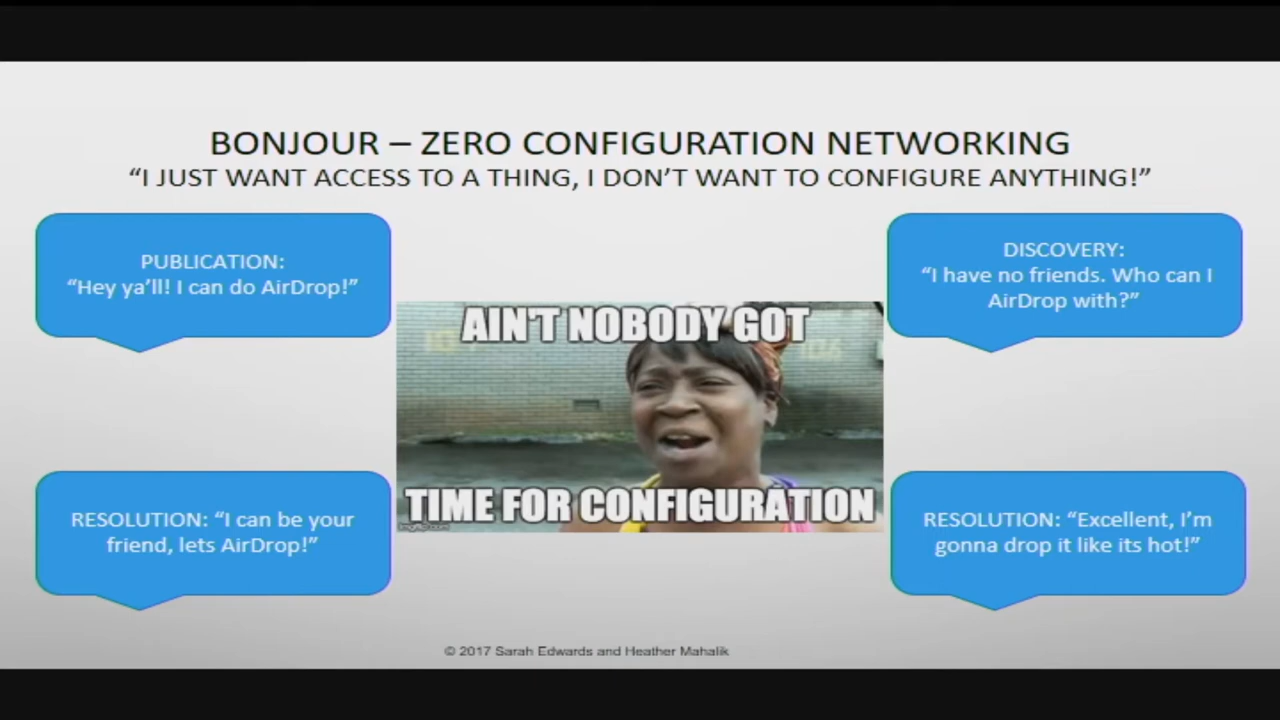 BONJOUR – ZERO CONFIGURATION NETWORKING
“I JUST WANT ACCESS TO A THING, I DON’T WANT TO CONFIGURE ANYTHING!”
PUBLICATION:
“Hey ya’ll! I can do AirDrop!”
DISCOVERY:
“I have no friends. Who can I
AirDrop with?”
AIN'T NOBODY GOT
TIME FOR CONFIGURATION
imgflip.com
RESOLUTION: “I can be your
friend, lets AirDrop!”
RESOLUTION: “Excellent, I’m
gonna drop it like its hot!”
© 2017 Sarah Edwards and Heather Mahalik